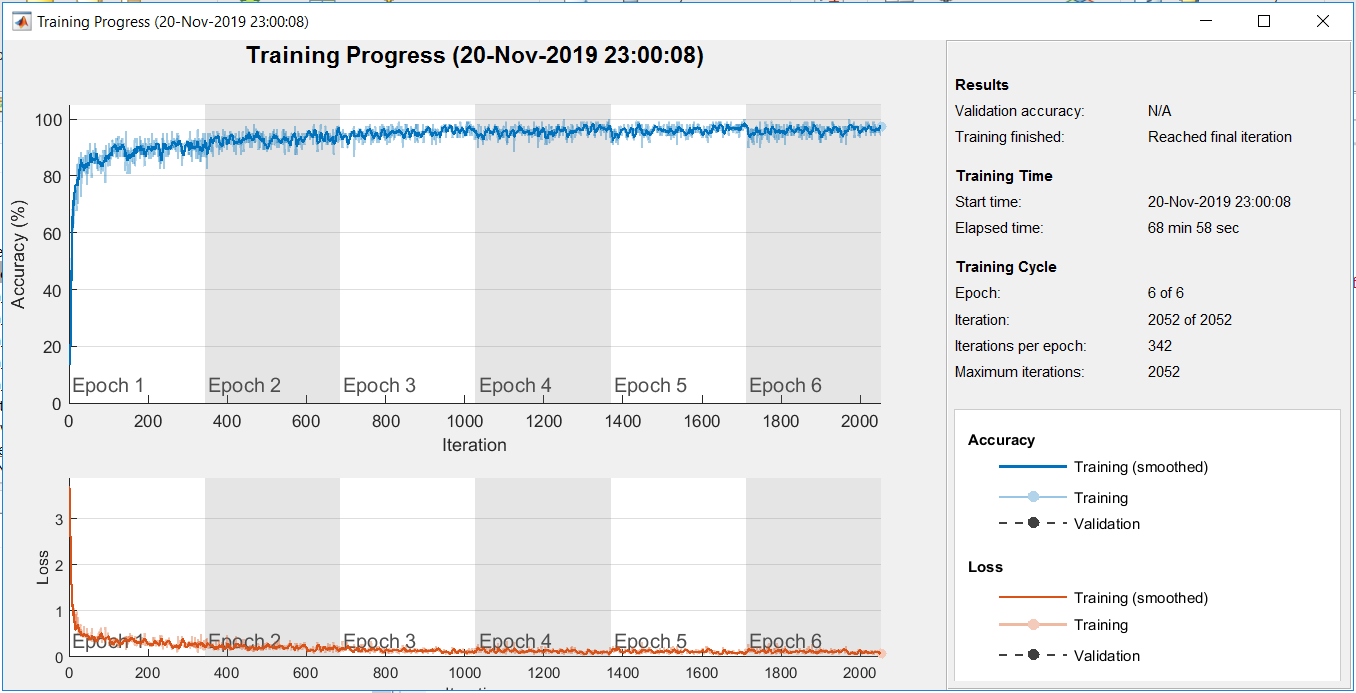 Training Progress (20-Nov-2019 23:00:08)
Training Progress (20-Nov-2019 23:00:08)
100
80
60
40
20
0
Accuracy (%)
Epoch 1 Epoch 2 Epoch 3 Epoch 4 Epoch 5 Epoch 6
0 200 400 600 800 1000 1200 1400 1600 1800 2000
Iteration
3
2
1
0
Loss
Epoch 1 Epoch 2 Epoch 3 Epoch 4 Epoch 5 Epoch 6
0 200 400 600 800 1000 1200 1400 1600 1800 2000
Results
Validation accuracy: N/A
Training finished: Reached final iteration
Training Time
Start time: 20-Nov-2019 23:00:08
Elapsed time: 68 min 58 sec
Training Cycle
Epoch: 6 of 6
Iteration: 2052 of 2052
Iterations per epoch: 342
Maximum iterations: 2052
Accuracy
Training (smoothed)
Training
Validation
Loss
Training (smoothed)
Training
Validation